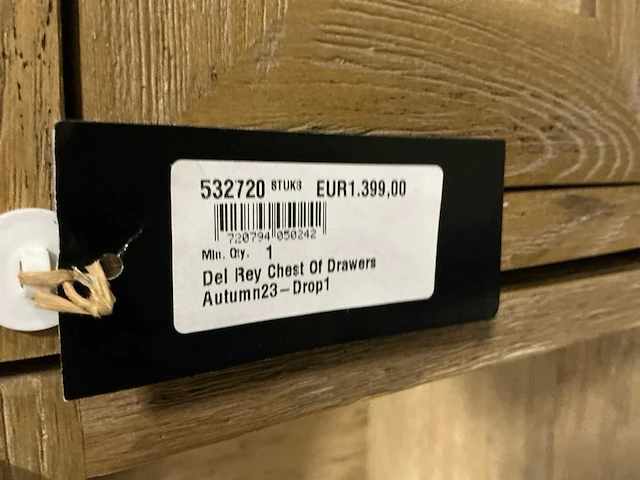 532720 STUKS EUR1.399,00
720794 050242
Min. Qty. 1
Del Rey Chest Of Drawers
Autumn23-Drop1